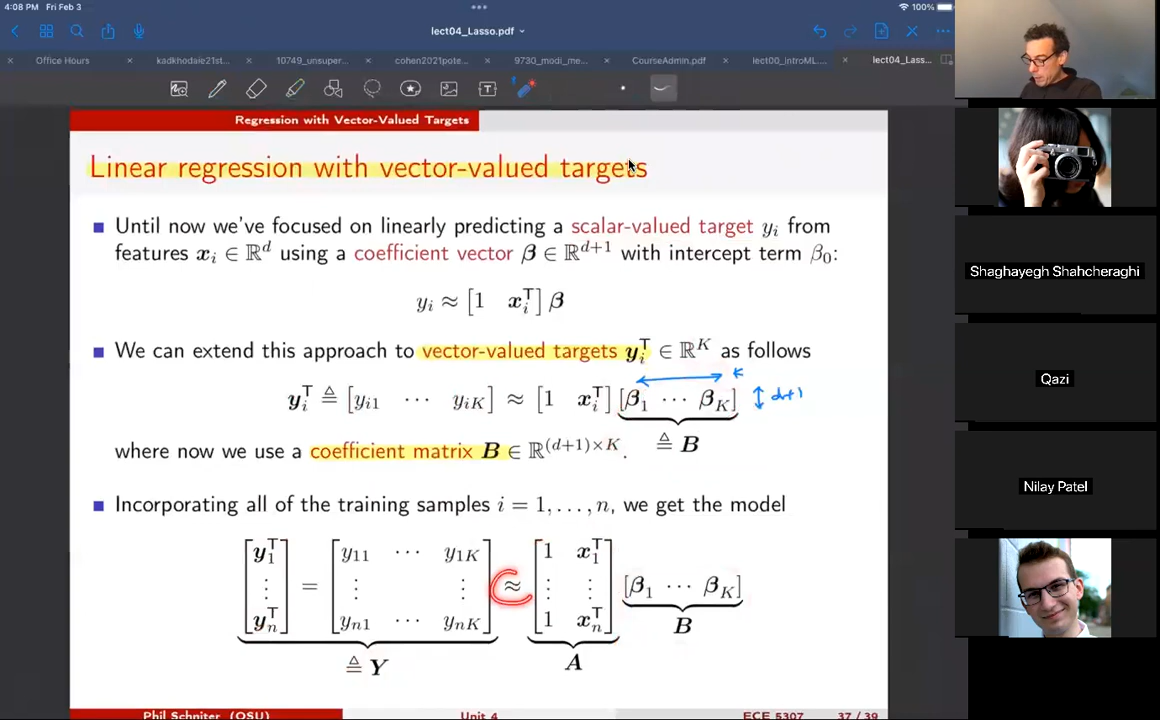 4:08 PM Fri Feb 3
100%
lect04_Lasso.pdf
Office Hours
kadkhodaie21st...
10749_unsuper...
cohen2021pote...
9730_modi_me...
CourseAdmin.pdf
lect00_introML....
lect04_Lass...
Regression with Vector-Valued Targets
Linear regression with vector-valued targets
Until now we've focused on linearly predicting a scalar-valued target yᵢ from
features xᵢ ∈ ℝᵈ using a coefficient vector β ∈ ℝᵈ⁺¹ with intercept term β₀:
yᵢ ≈ [1 xᵢᵀ] β
We can extend this approach to vector-valued targets yᵢᵀ ∈ ℝᴷ as follows
K
yᵢᵀ ≜ [yᵢ₁ ⋯ yᵢK] ≈ [1 xᵢᵀ] [β₁ ⋯ βK] d+1
≜ B
where now we use a coefficient matrix B ∈ ℝ⁽ᵈ⁺¹⁾ˣᴷ.
Incorporating all of the training samples i = 1, . . . , n, we get the model
[y₁ᵀ ⋮ yₙᵀ] = [y₁₁ ⋯ y₁K ⋮ ⋮ yₙ₁ ⋯ yₙK] ≈ [1 x₁ᵀ ⋮ ⋮ 1 xₙᵀ] [β₁ ⋯ βK]
≜ Y A B
Phil Schniter (OSU) Unit 4 ECE 5307 37 / 39
Shaghayegh Shahcheraghi
Qazi
Nilay Patel